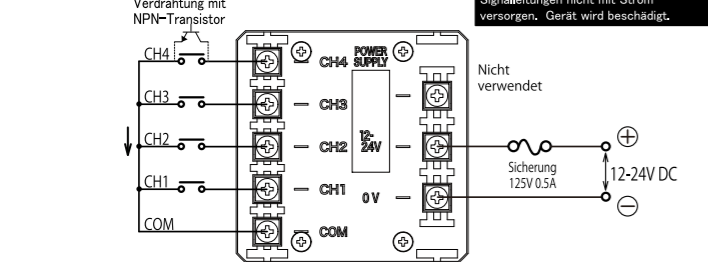 Verdrahtung mit
NPN-Transistor
Signalleitungen nicht mit Strom
versorgen. Gerät wird beschädigt.
CH4
CH3
CH2
CH1
COM
CH4
CH3
CH2
CH1
COM
POWER
SUPPLY
12-
24V
0 V
Nicht
verwendet
Sicherung
125V 0.5A
12-24V DC